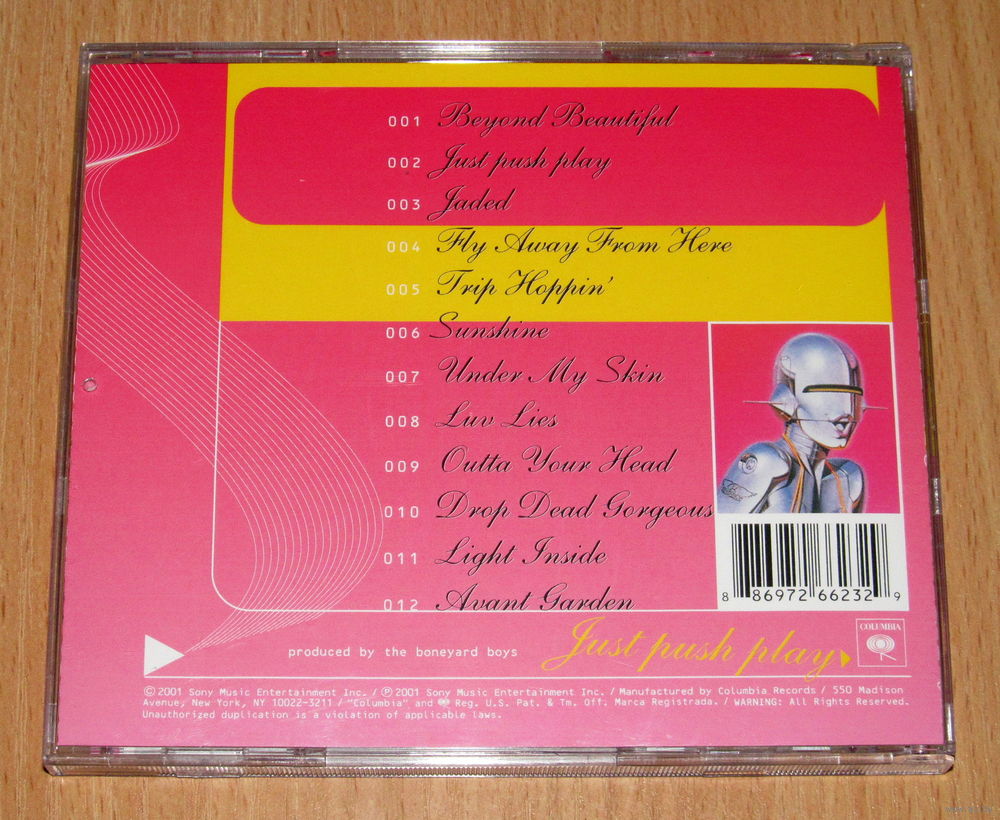 001 Beyond Beautiful
002 Just push play
003 Jaded
004 Fly Away From Here
005 Trip Hoppin'
006 Sunshine
007 Under My Skin
008 Luv Lies
009 Outta Your Head
010 Drop Dead Gorgeous
011 Light Inside
012 Avant Garden
8 86972 66232 9
produced by the boneyard boys
Just push play
COLUMBIA
©2001 Sony Music Entertainment Inc. / ℗ 2001 Sony Music Entertainment Inc. / Manufactured by Columbia Records / 550 Madison
Avenue, New York, NY 10022-3211 / "Columbia" and Reg. U.S. Pat. & Tm. Off. Marca Registrada. / WARNING: All Rights Reserved.
Unauthorized duplication is a violation of applicable laws.